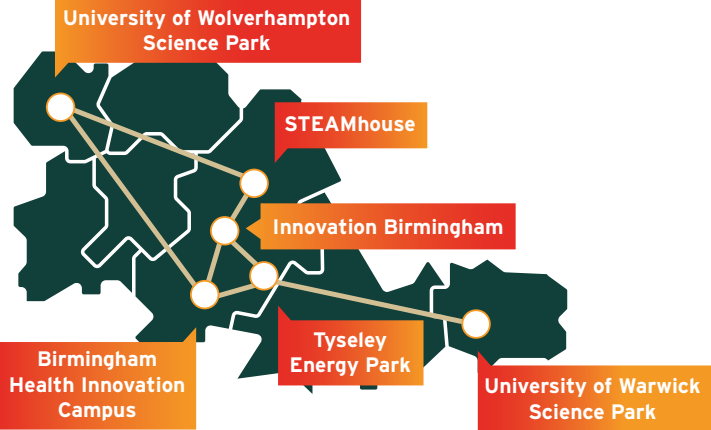 University of Wolverhampton
Science Park
STEAMhouse
Innovation Birmingham
Tyseley
Energy Park
Birmingham
Health Innovation
Campus
University of Warwick
Science Park